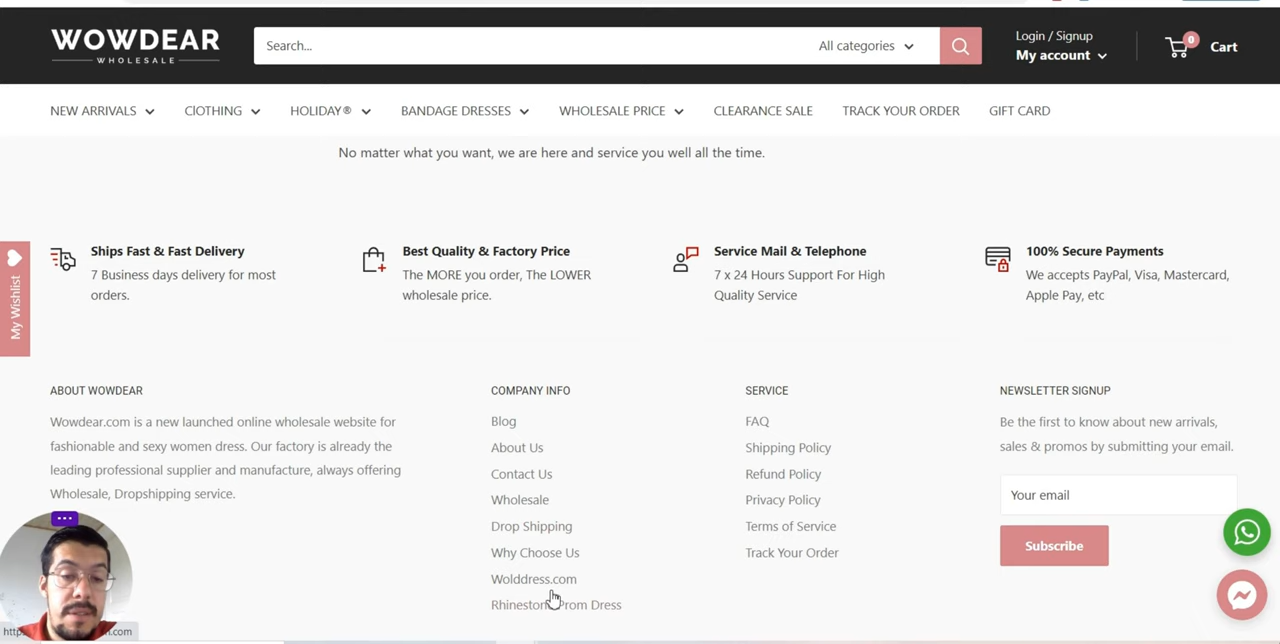 WOWDEAR
WHOLESALE
Search...
All categories
Login / Signup
My account
0
Cart
NEW ARRIVALS
ClOTHING
HOLIDAY®
BANDAGE DRESSES
WHOLESALE PRICE
CLEARANCE SALE
TRACK YOUR ORDER
GIFT CARD
No matter what you want, we are here and service you well all the time.
My Wishlist
Ships Fast & Fast Delivery
7 Business days delivery for most
orders.
Best Quality & Factory Price
The MORE you order, The LOWER
wholesale price.
Service Mail & Telephone
7 x 24 Hours Support For High
Quality Service
100% Secure Payments
We accepts PayPal, Visa, Mastercard,
Apple Pay, etc
ABOUT WOWDEAR
Wowdear.com is a new launched online wholesale website for
fashionable and sexy women dress. Our factory is already the
leading professional supplier and manufacture, always offering
Wholesale, Dropshipping service.
COMPANY INFO
Blog
About Us
Contact Us
Wholesale
Drop Shipping
Why Choose Us
Wolddress.com
Rhinestone Prom Dress
SERVICE
FAQ
Shipping Policy
Refund Policy
Privacy Policy
Terms of Service
Track Your Order
NEWSLETTER SIGNUP
Be the first to know about new arrivals,
sales & promos by submitting your email.
Your email
Subscribe